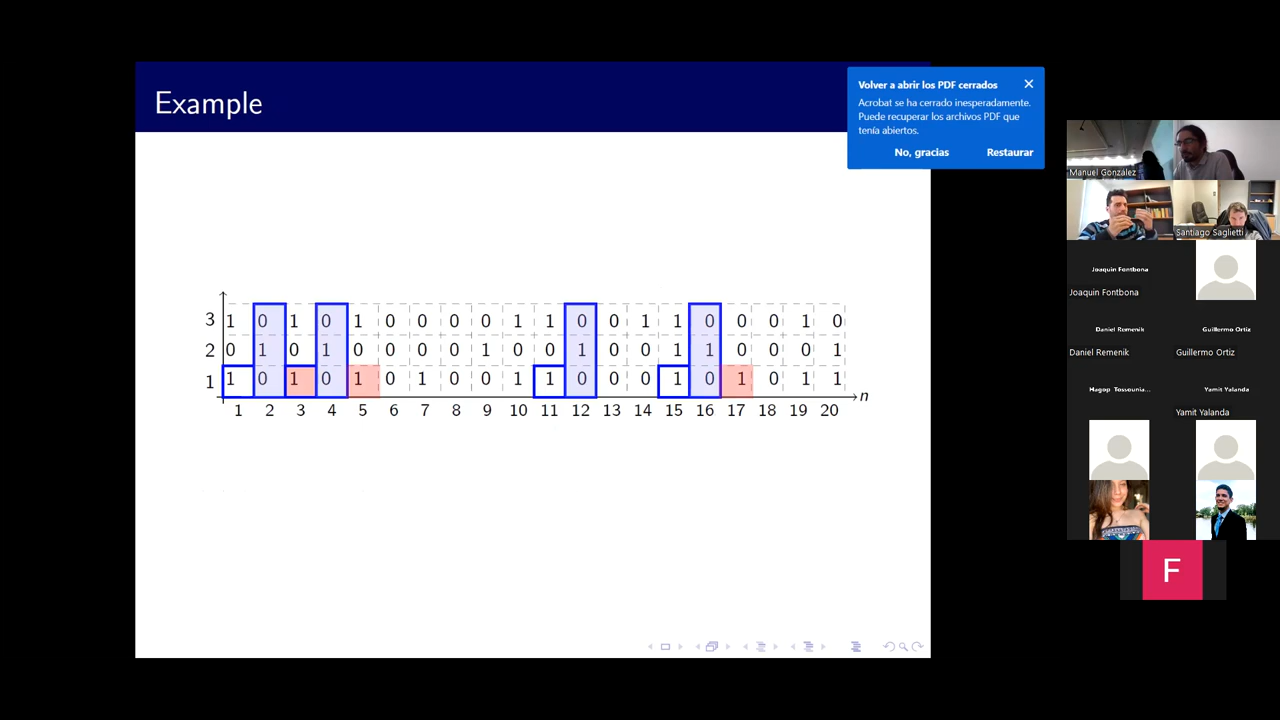 Example
Volver a abrir los PDF cerrados
Acrobat se ha cerrado inesperadamente.
Puede recuperar los archivos PDF que
tenía abiertos.
No, gracias Restaurar
3 1 0 1 0 1 0 0 0 0 1 1 0 0 1 1 0 0 0 1 0
2 0 1 0 1 0 0 0 0 1 0 0 1 0 0 1 1 0 0 0 1
1 1 0 1 0 1 0 1 0 0 1 1 0 0 0 1 0 1 0 1 1
n
1 2 3 4 5 6 7 8 9 10 11 12 13 14 15 16 17 18 19 20
Manuel González
Santiago Saglietti
Joaquin Fontbona
Joaquin Fontbona
Daniel Remenik Guillermo Ortiz
Daniel Remenik Guillermo Ortiz
Hagop Tossounia... Yamit Yalanda
Yamit Yalanda
F